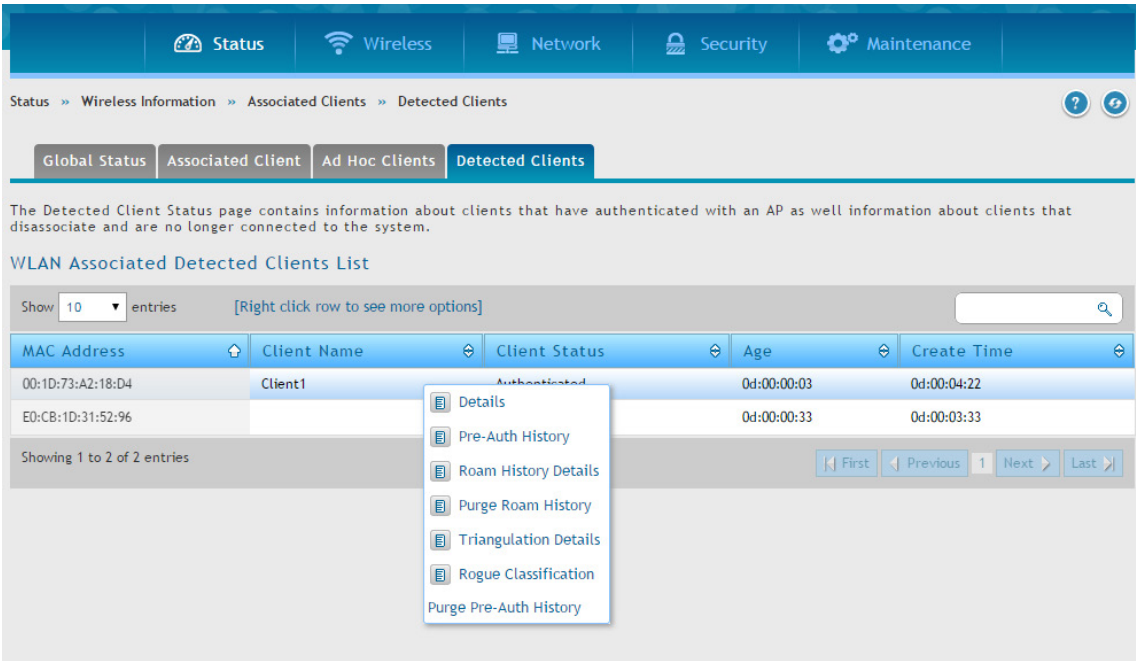 Status Wireless Network Security Maintenance
Status » Wireless Information » Associated Clients » Detected Clients
Global Status Associated Client Ad Hoc Clients Detected Clients
The Detected Client Status page contains information about clients that have authenticated with an AP as well information about clients that
disassociate and are no longer connected to the system.
WLAN Associated Detected Clients List
Show 10 entries [Right click row to see more options]
MAC Address Client Name Client Status Age Create Time
00:1D:73:A2:18:D4 Client1 Authenticated 0d:00:00:03 0d:00:04:22
E0:CB:1D:31:52:96 0d:00:00:33 0d:00:03:33
Showing 1 to 2 of 2 entries First Previous 1 Next Last
Details
Pre-Auth History
Roam History Details
Purge Roam History
Triangulation Details
Rogue Classification
Purge Pre-Auth History